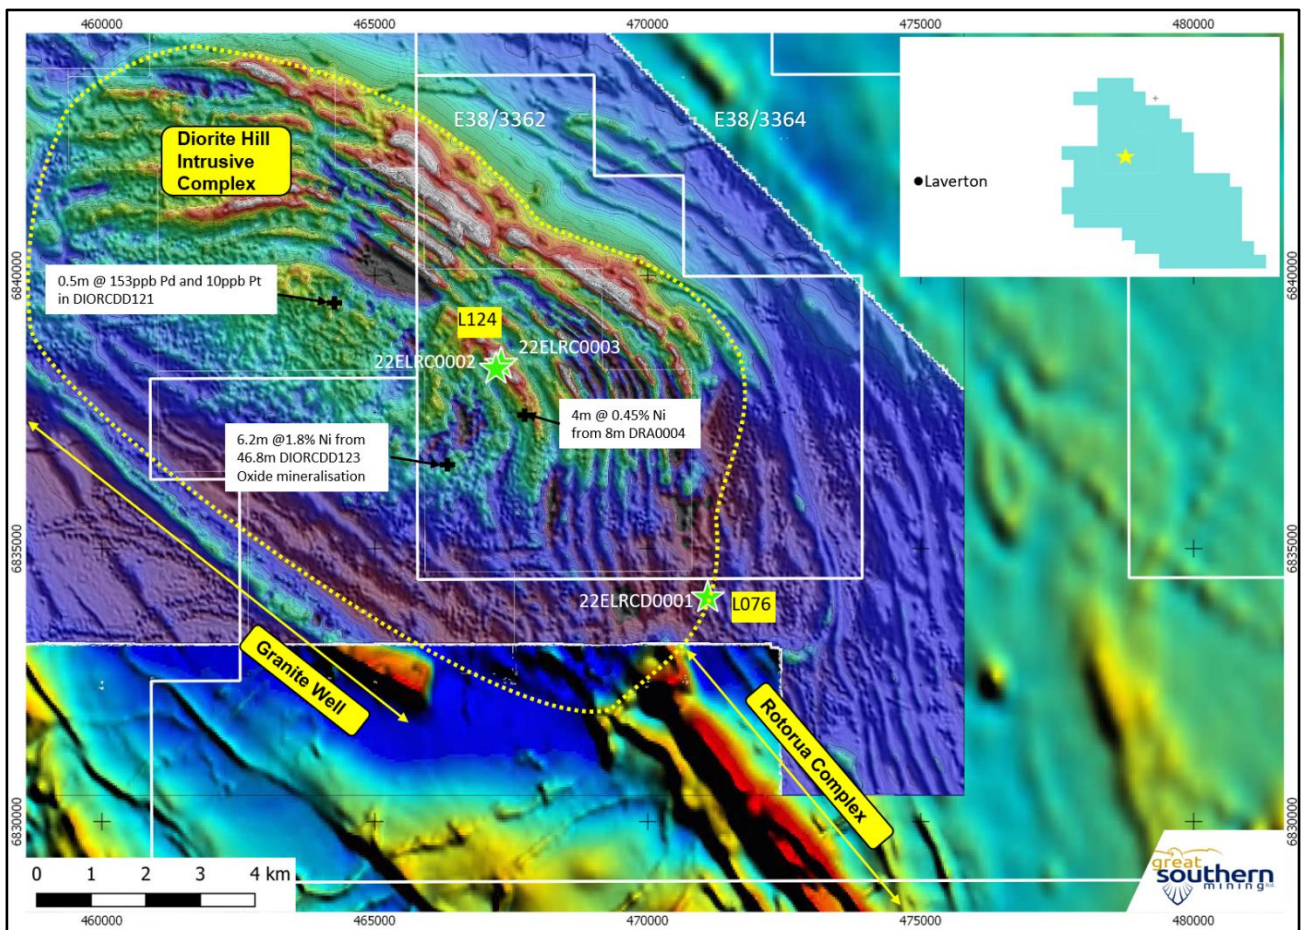 460000
465000
470000
475000
480000
E38/3362
E38/3364
Laverton
Diorite Hill
Intrusive
Complex
6840000
6840000
0.5m @ 153ppb Pd and 10ppb Pt
in DIORCDD121
L124
22ELRC0003
22ELRC0002
4m @ 0.45% Ni
from 8m DRA0004
6.2m @1.8% Ni from
46.8m DIORCDD123
Oxide mineralisation
6835000
6835000
22ELRCD0001
L076
Granite Well
Rotorua Complex
6830000
6830000
0 1 2 3 4 km
great
southern
mining ltd.
460000
465000
470000
475000
480000